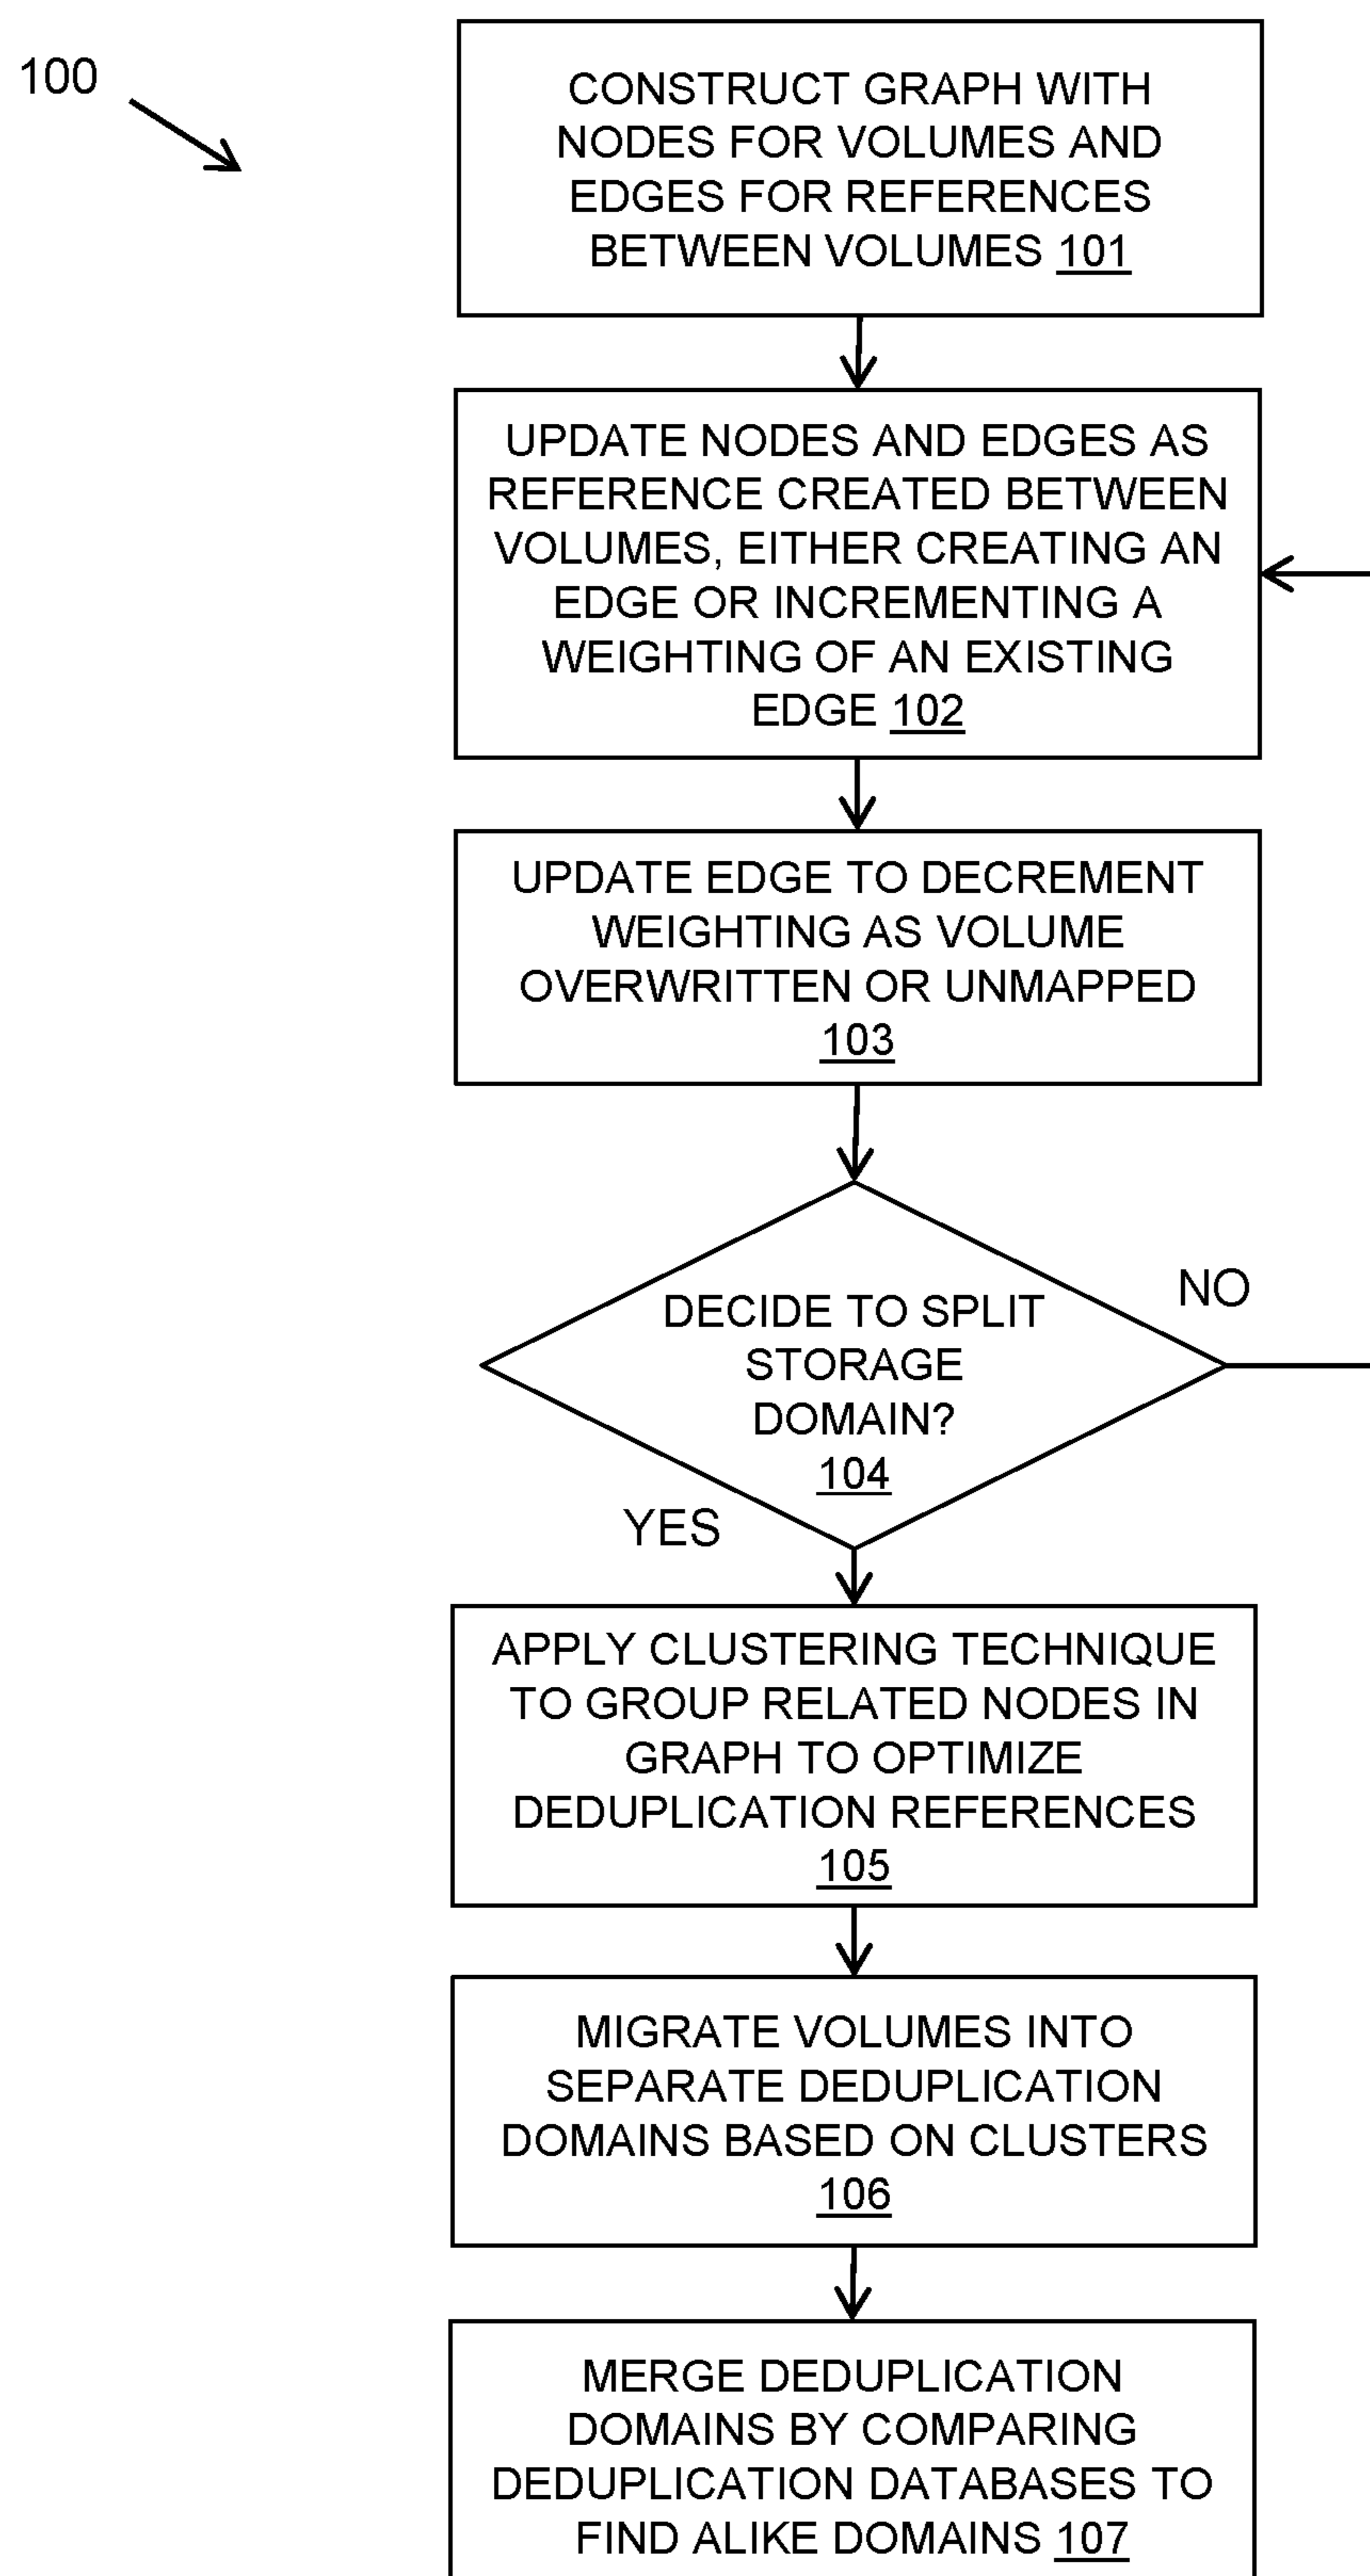 100
CONSTRUCT GRAPH WITH
NODES FOR VOLUMES AND
EDGES FOR REFERENCES
BETWEEN VOLUMES 101
UPDATE NODES AND EDGES AS
REFERENCE CREATED BETWEEN
VOLUMES, EITHER CREATING AN
EDGE OR INCREMENTING A
WEIGHTING OF AN EXISTING
EDGE 102
UPDATE EDGE TO DECREMENT
WEIGHTING AS VOLUME
OVERWRITTEN OR UNMAPPED
103
DECIDE TO SPLIT
STORAGE
DOMAIN?
104
NO
YES
APPLY CLUSTERING TECHNIQUE
TO GROUP RELATED NODES IN
GRAPH TO OPTIMIZE
DEDUPLICATION REFERENCES
105
MIGRATE VOLUMES INTO
SEPARATE DEDUPLICATION
DOMAINS BASED ON CLUSTERS
106
MERGE DEDUPLICATION
DOMAINS BY COMPARING
DEDUPLICATION DATABASES TO
FIND ALIKE DOMAINS 107